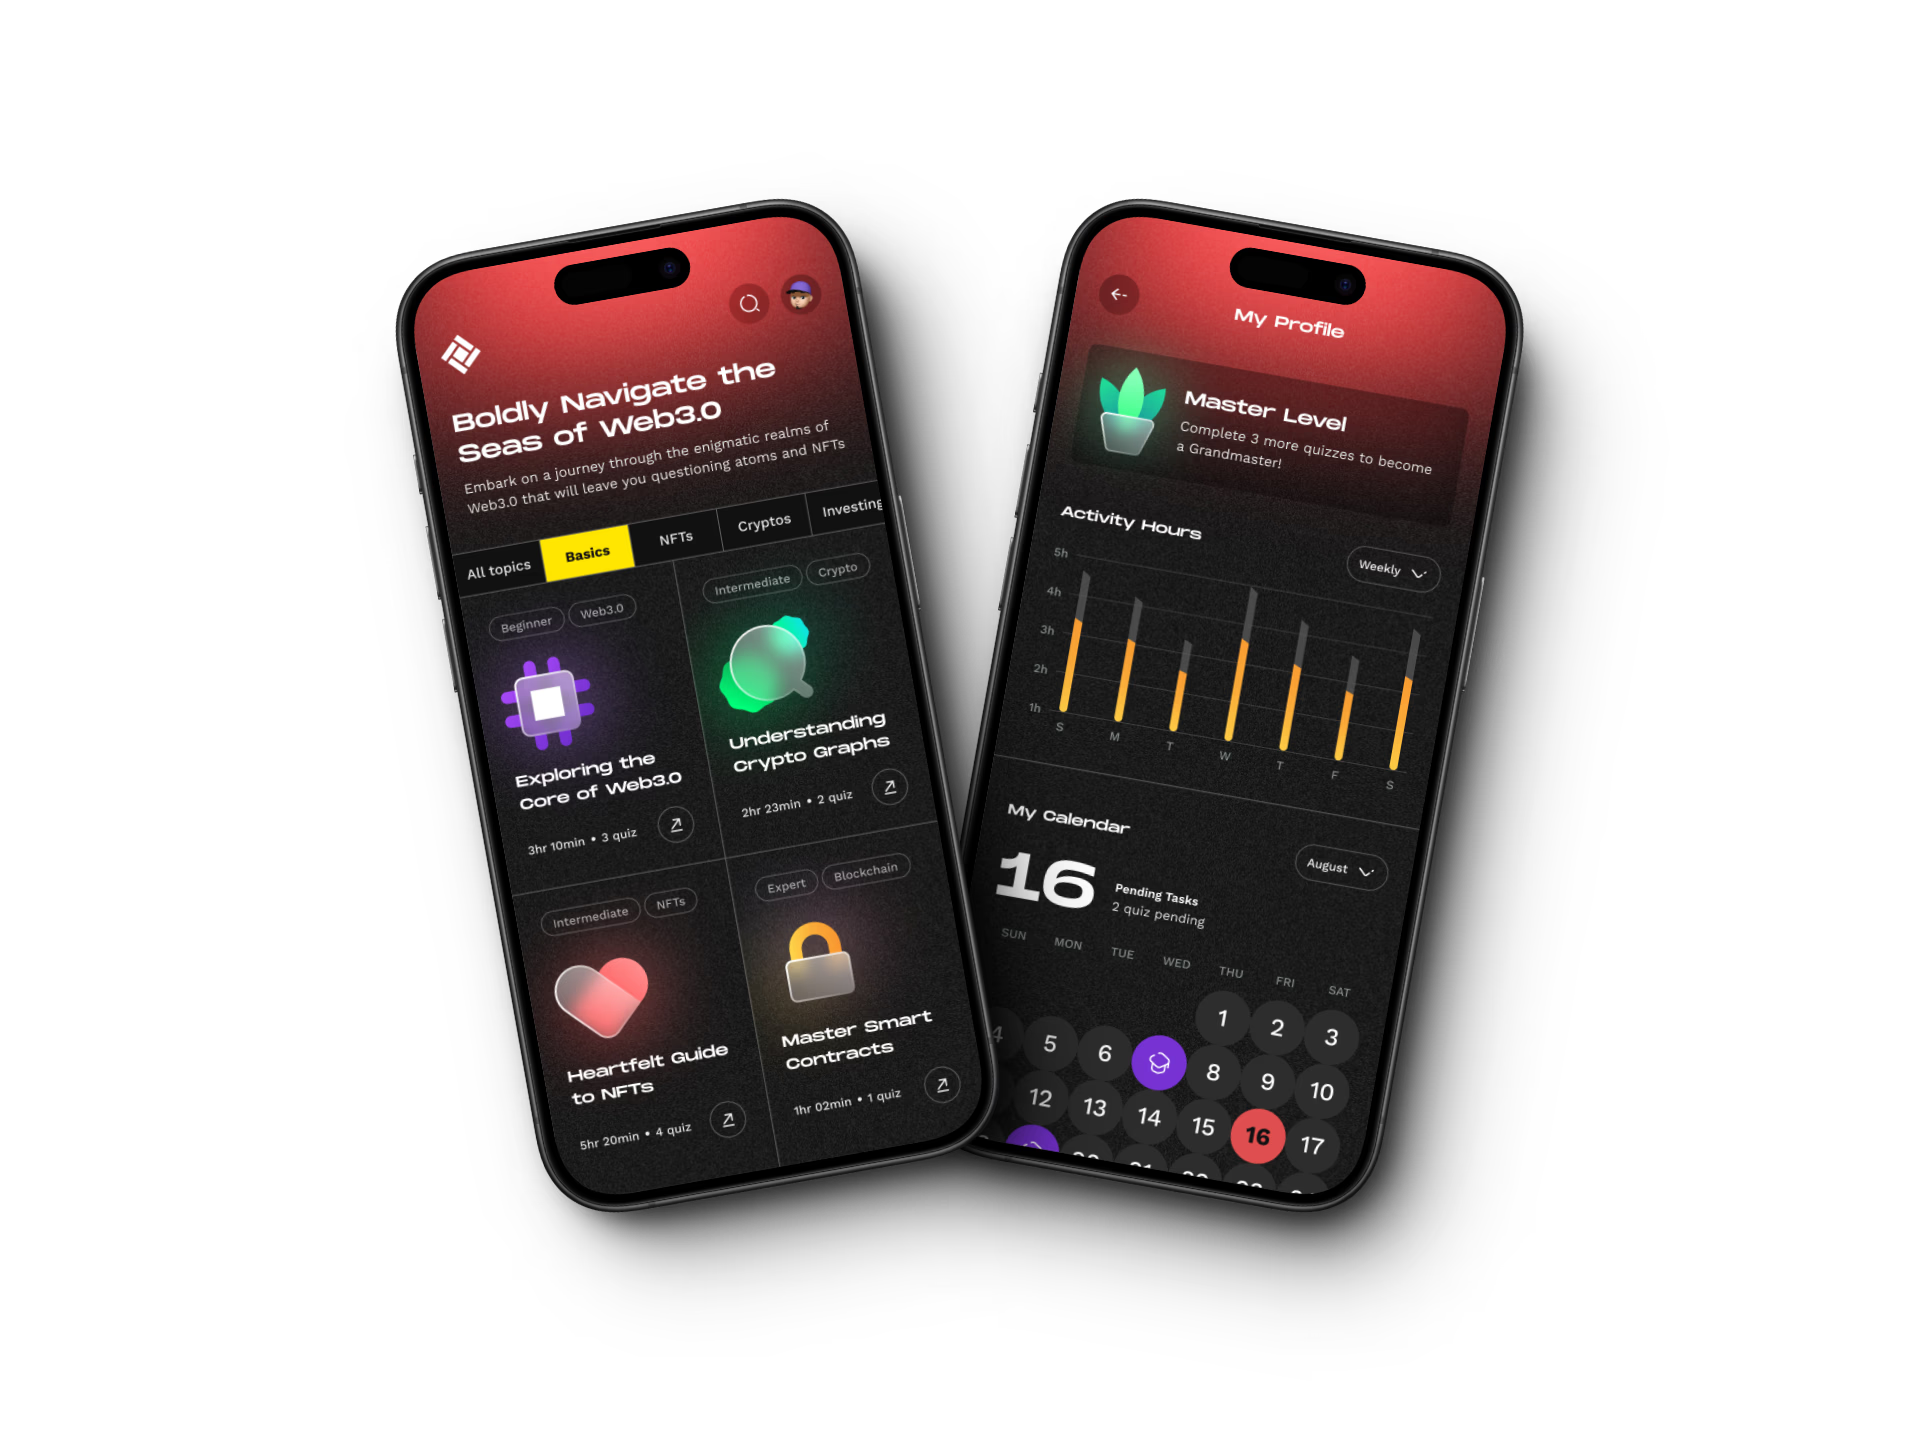 Boldly Navigate the
Seas of Web3.0
Embark on a journey through the enigmatic realms of
Web3.0 that will leave you questioning atoms and NFTs
All topics
Basics
NFTs
Cryptos
Investing
Beginner
Web3.0
Exploring the
Core of Web3.0
3hr 10min • 3 quiz
Intermediate
Crypto
Understanding
Crypto Graphs
2hr 23min • 2 quiz
Intermediate
NFTs
Heartfelt Guide
to NFTs
5hr 20min • 4 quiz
Expert
Blockchain
Master Smart
Contracts
1hr 02min • 1 quiz
My Profile
Master Level
Complete 3 more quizzes to become
a Grandmaster!
Activity Hours
Weekly
5h
4h
3h
2h
1h
S M T W T F S
My Calendar
August
16
Pending Tasks
2 quiz pending
SUN MON TUE WED THU FRI SAT
1 2 3
4 5 6 8 9 10
12 13 14 15 16 17